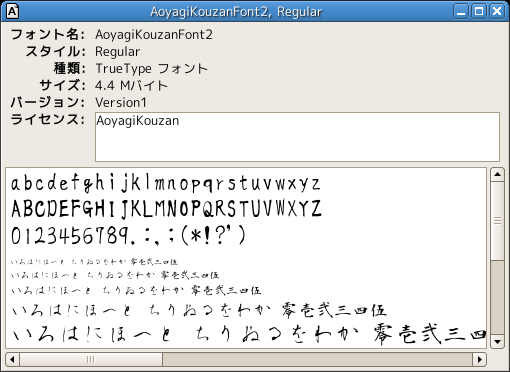 AoyagiKouzanFont2, Regular
フォント名: AoyagiKouzanFont2
スタイル: Regular
種類: TrueType フォント
サイズ: 4.4 Mバイト
バージョン: Version1
ライセンス: AoyagiKouzan
abcdefghijklmnopqrstuvwxyz
ABCDEFGHIJKLMNOPQRSTUVWXYZ
0123456789.:,;(*!?')
いろはにほへと ちりぬるをわか 零壱弐三四伍
いろはにほへと ちりぬるをわか 零壱弐三四伍
いろはにほへと ちりぬるをわか 零壱弐三四伍
いろはにほへと ちりぬるをわか 零壱弐三四伍
いろはにほへと ちりぬるをわか 零壱弐三四